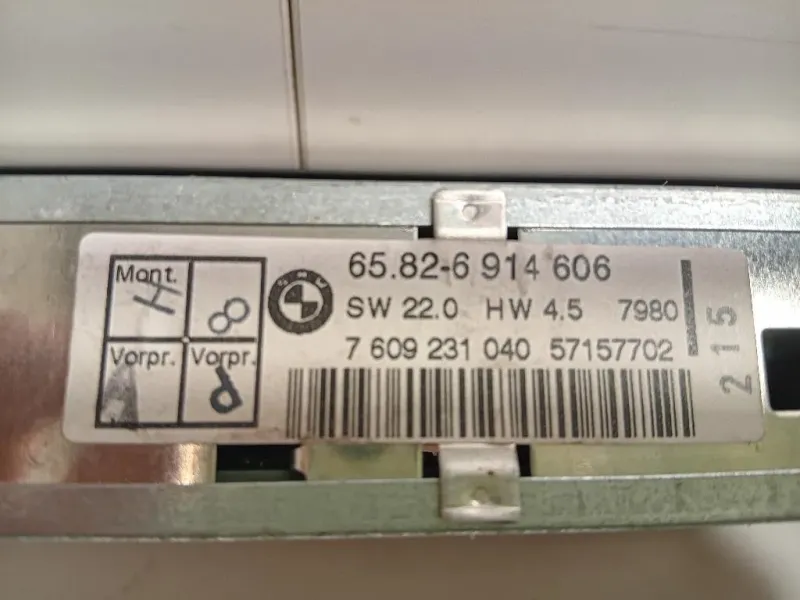 Mont. H 8
Vorpr. Vorpr. d
BMW
65.82-6 914 606
SW 22.0 HW 4.5 7980
7 609 231 040 57157702
215